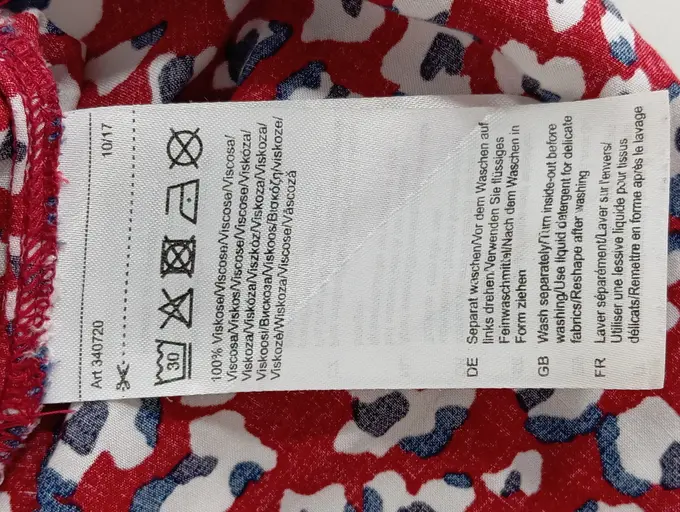 Art 340720
10/17
30
100% Viskose/Viscose/Viscose/Viscosa/
Viscosa/Viskos/Viscose/Viscose/Viskóza/
Viskoza/Viskóza/Viszkóz/Viskoza/Viskoza/
Viskoosi/Вискоза/Viskoos/Βισκόζη/viskoze/
Viskozė/Wiskoza/Viscose/Vâscoză
DE Separat waschen/Vor dem Waschen auf
links drehen/Verwenden Sie flüssiges
Feinwaschmittel/Nach dem Waschen in
Form ziehen
GB Wash separately/Turn inside-out before
washing/Use liquid detergent for delicate
fabrics/Reshape after washing
FR Laver séparément/Laver sur l'envers/
Utiliser une lessive liquide pour tissus
délicats/Remettre en forme après le lavage